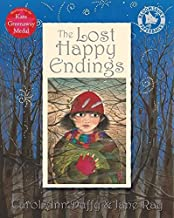 Kate
Greenaway
Medal
The
Lost
Happy
Endings
Carol Ann Duffy & Jane Ray